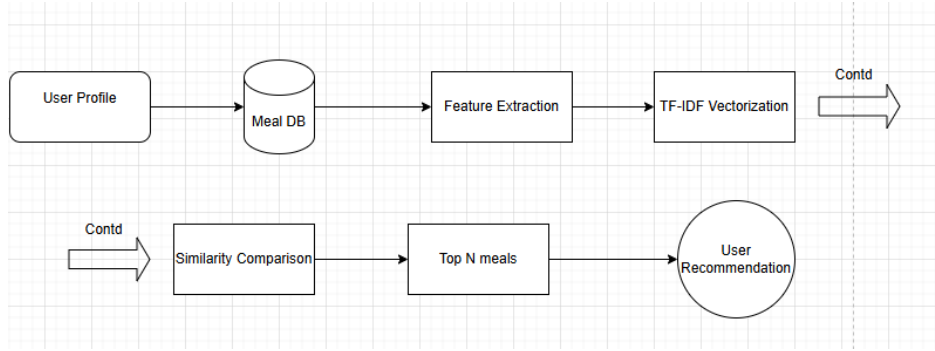 User Profile
Meal DB
Feature Extraction
TF-IDF Vectorization
Contd
Contd
Similarity Comparison
Top N meals
User
Recommendation